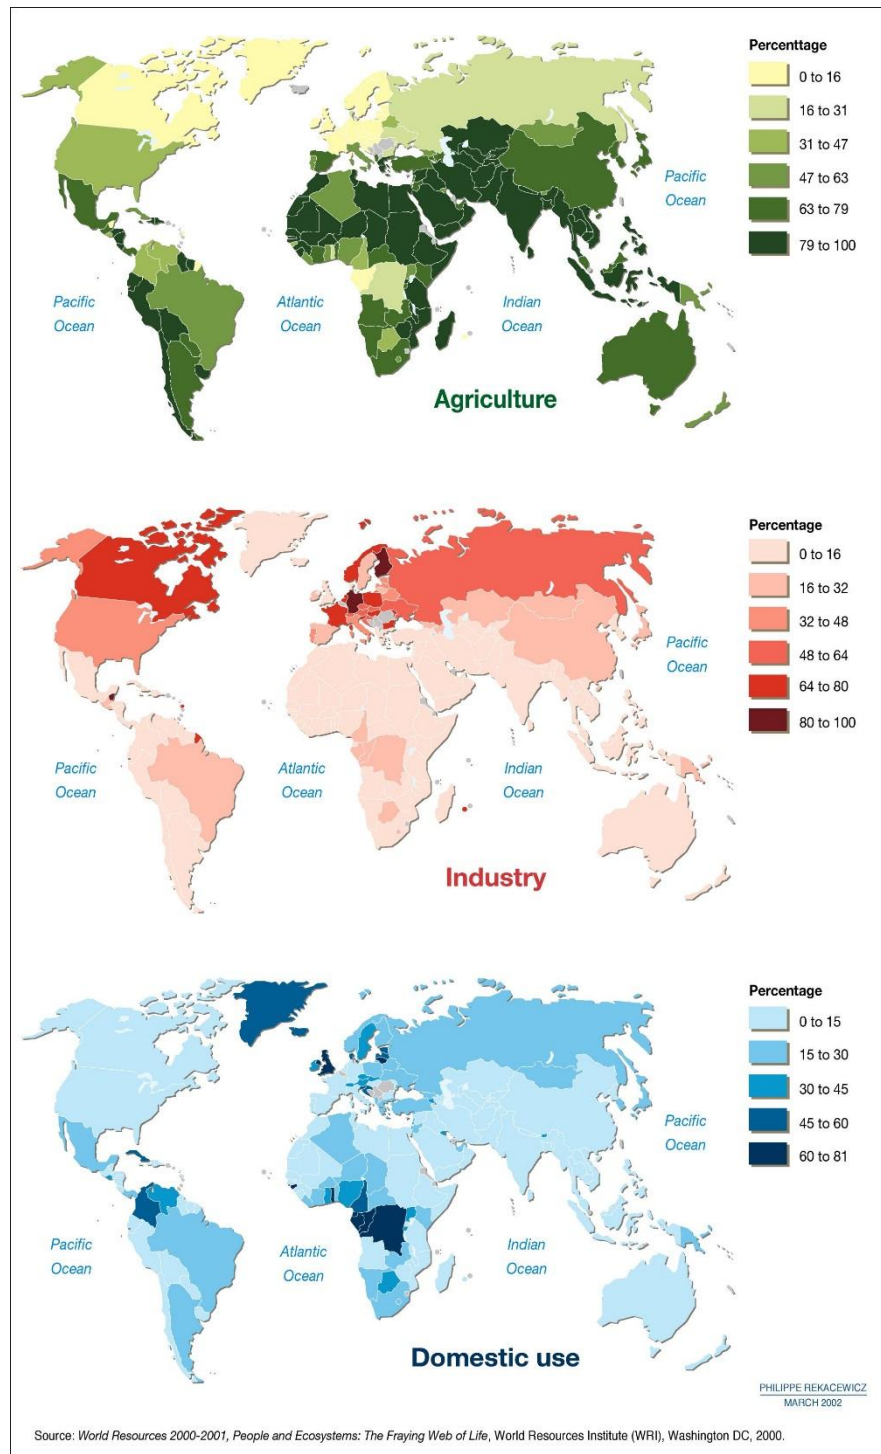 Percenttage
0 to 16
16 to 31
31 to 47
47 to 63
63 to 79
79 to 100
Pacific
Ocean
Pacific
Ocean
Atlantic
Ocean
Indian
Ocean
Agriculture
Percentage
0 to 16
16 to 32
32 to 48
48 to 64
64 to 80
80 to 100
Pacific
Ocean
Pacific
Ocean
Atlantic
Ocean
Indian
Ocean
Industry
Percentage
0 to 15
15 to 30
30 to 45
45 to 60
60 to 81
Pacific
Ocean
Pacific
Ocean
Atlantic
Ocean
Indian
Ocean
Domestic use
PHILIPPE REKACEWICZ
MARCH 2002
Source: World Resources 2000-2001, People and Ecosystems: The Fraying Web of Life, World Resources Institute (WRI), Washington DC, 2000.